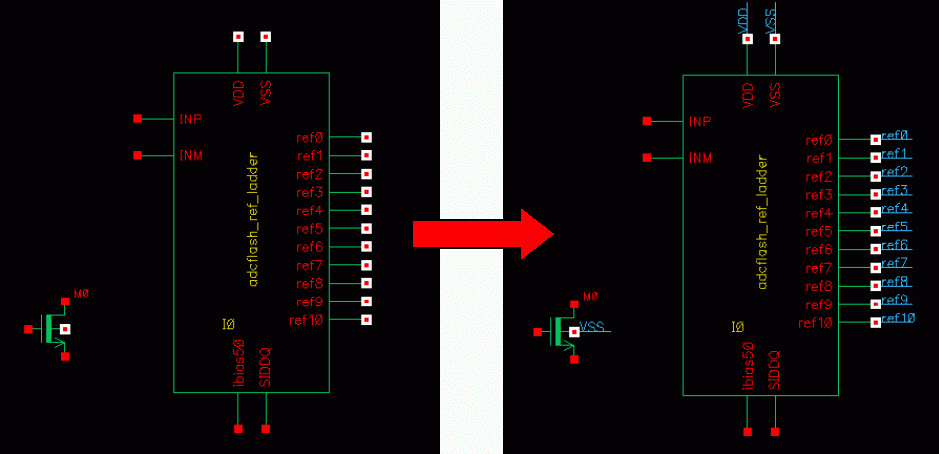 VDD
VSS
INP
INM
ref0
ref1
ref2
ref3
ref4
ref5
ref6
ref7
ref8
ref9
ref10
adcflash_ref_ladder
I0
ibias50
SIDDQ
M0
VDD
VSS
VDD
VSS
INP
INM
ref0 ref0
ref1 ref1
ref2 ref2
ref3 ref3
ref4 ref4
ref5 ref5
ref6 ref6
ref7 ref7
ref8 ref8
ref9 ref9
ref10 ref10
adcflash_ref_ladder
I0
ibias50
SIDDQ
M0
VSS